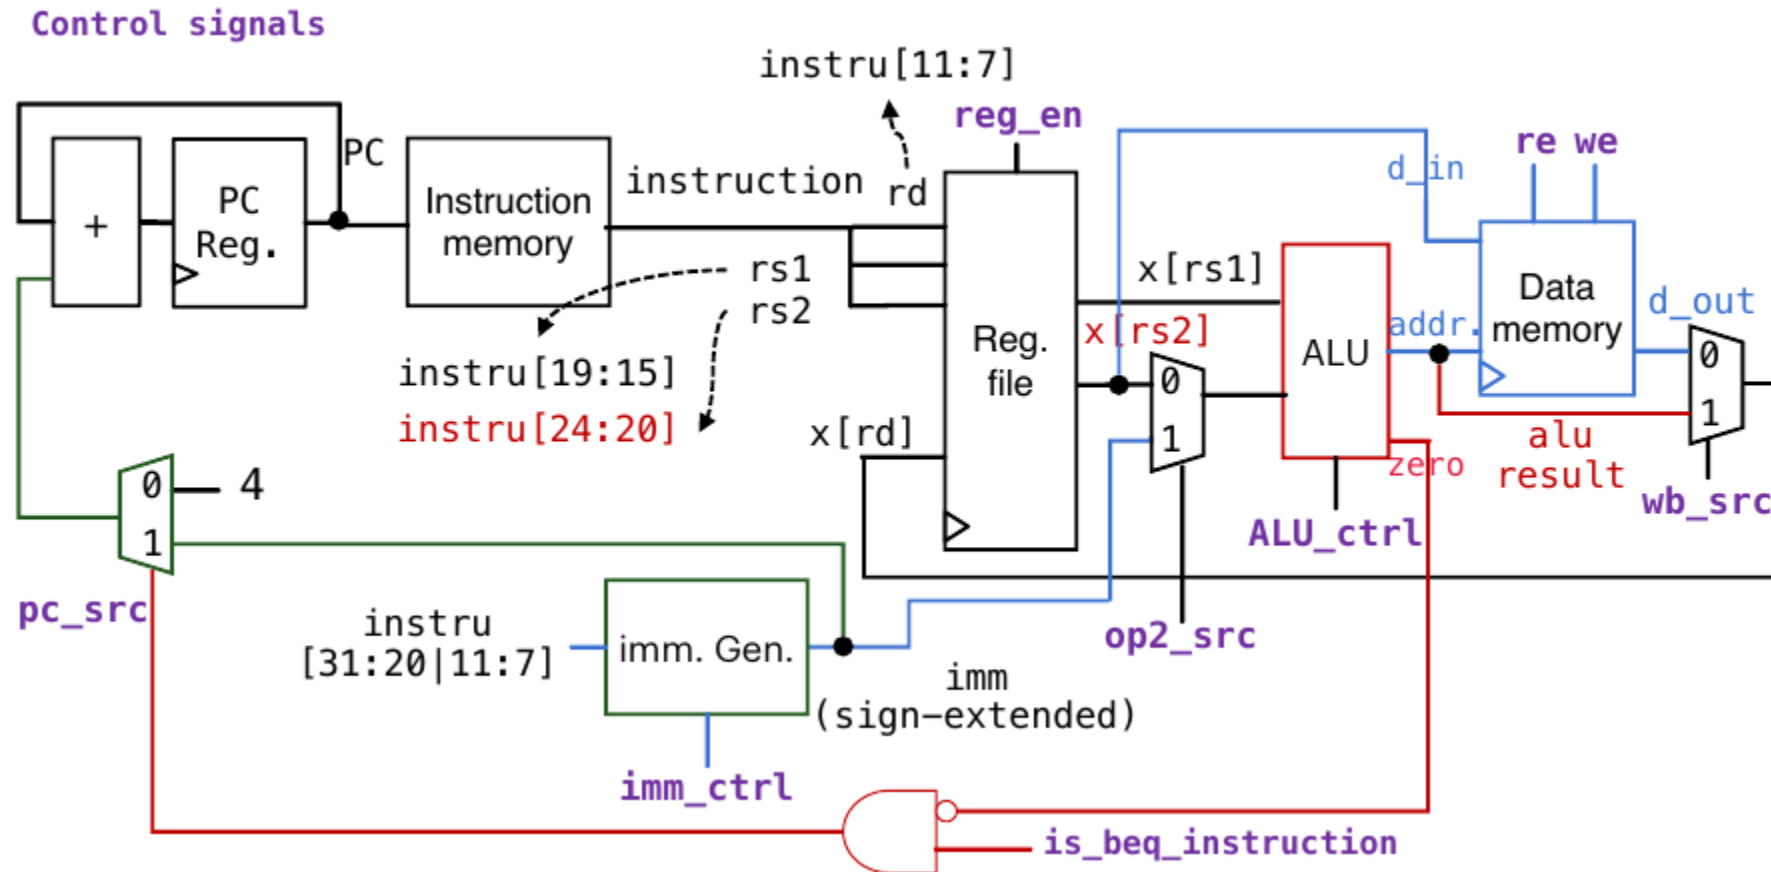 Control signals
instru[11:7]
reg_en
re we
PC
d_in
instruction
rd
PC
Reg.
Instruction
memory
+
rs1
x[rs1]
Data
memory
d_out
rs2
x[rs2]
addr.
Reg.
file
ALU
0
instru[19:15]
0
1
instru[24:20]
x[rd]
1
alu
result
zero
wb_src
0
4
ALU_ctrl
1
pc_src
instru
[31:20|11:7]
imm. Gen.
op2_src
imm
(sign-extended)
imm_ctrl
is_beq_instruction